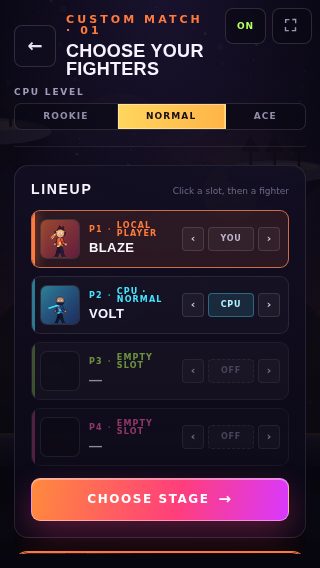 CUSTOM MATCH
· 01
ON
←
CHOOSE YOUR
FIGHTERS
CPU LEVEL
ROOKIE NORMAL ACE
LINEUP
Click a slot, then a fighter
P1 · LOCAL
PLAYER
BLAZE
‹ YOU ›
P2 · CPU ·
NORMAL
VOLT
‹ CPU ›
P3 · EMPTY
SLOT
—
‹ OFF ›
P4 · EMPTY
SLOT
—
‹ OFF ›
CHOOSE STAGE →